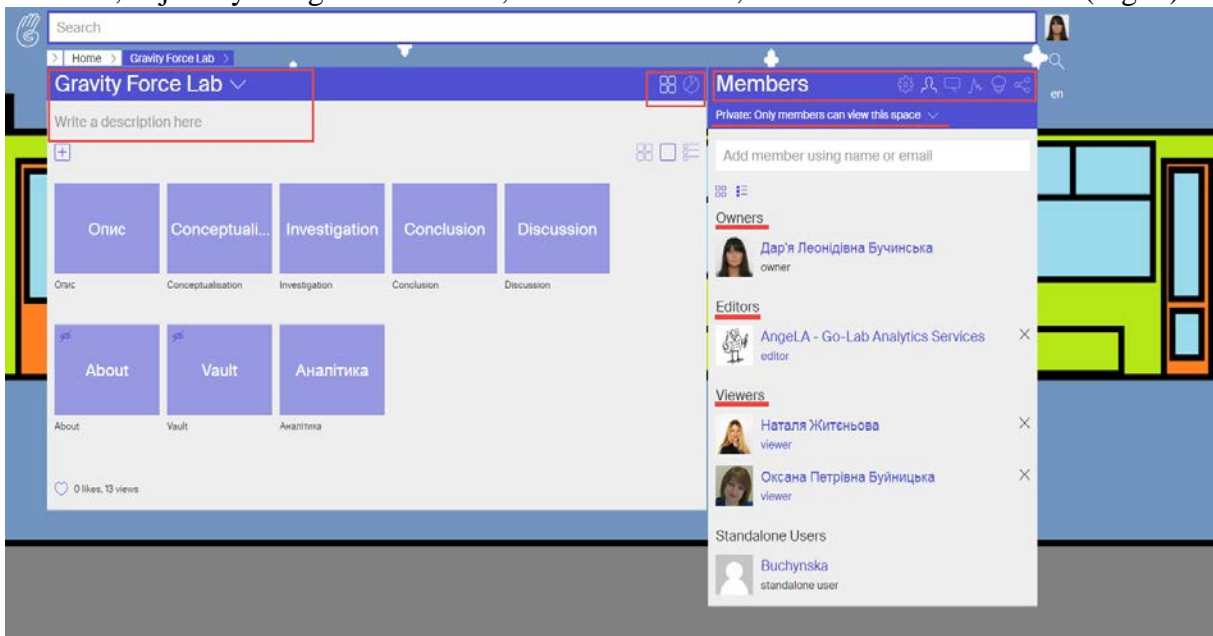 Search
> Home > Gravity Force Lab >
Gravity Force Lab
Write a description here
Опис
Conceptuali...
Investigation
Conclusion
Discussion
Опис
Conceptualisation
Investigation
Conclusion
Discussion
About
Vault
Аналітика
About
Vault
Аналітика
0 likes, 13 views
Members
Private: Only members can view this space
Add member using name or email
Owners
Дар'я Леонідівна Бучинська
owner
Editors
AngeLA - Go-Lab Analytics Services
editor
Viewers
Наталя Житєньова
viewer
Оксана Петрівна Буйницька
viewer
Standalone Users
Buchynska
standalone user
en